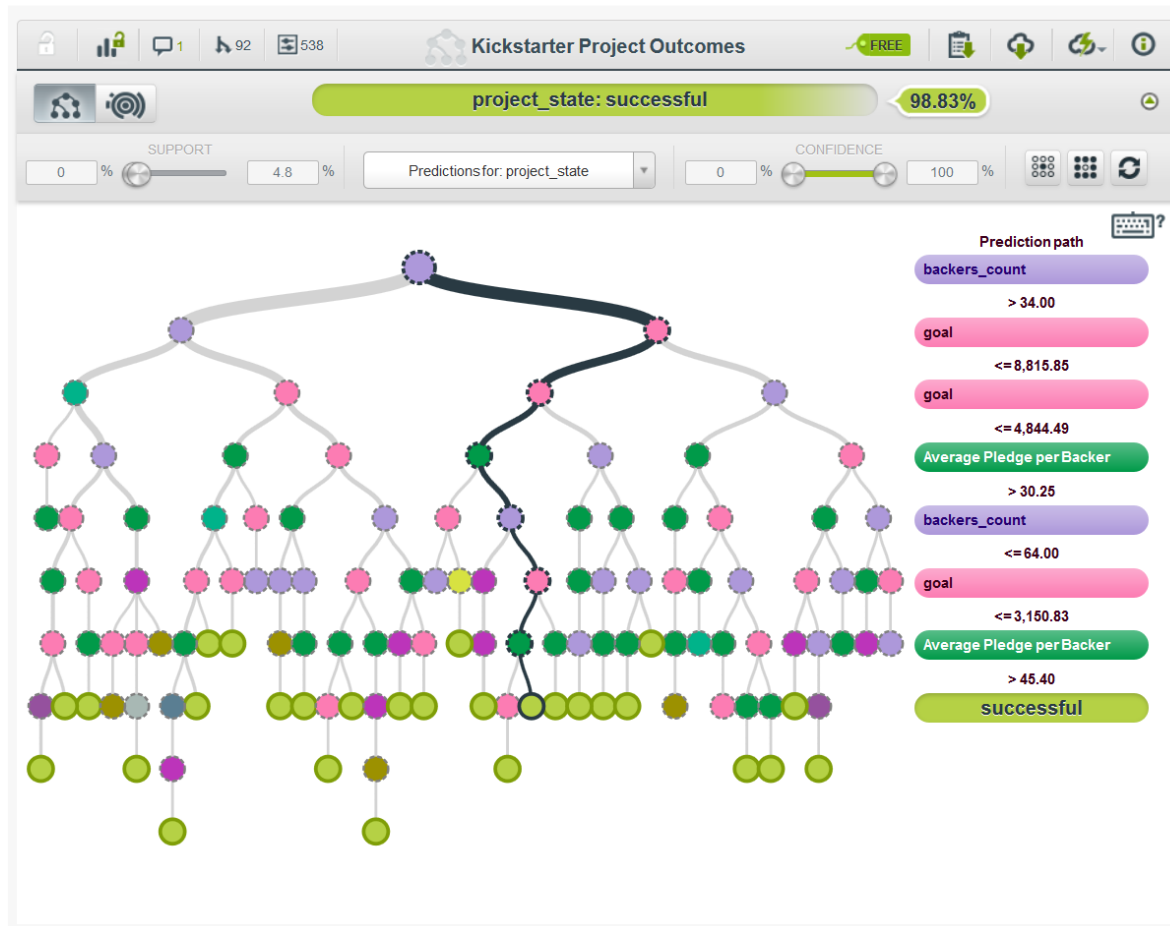 1
92
538
Kickstarter Project Outcomes
FREE
project_state: successful
98.83%
SUPPORT
0 %
4.8 %
Predictions for: project_state
CONFIDENCE
0 %
100 %
?
Prediction path
backers_count
> 34.00
goal
<= 8,815.85
goal
<= 4,844.49
Average Pledge per Backer
> 30.25
backers_count
<= 64.00
goal
<= 3,150.83
Average Pledge per Backer
> 45.40
successful